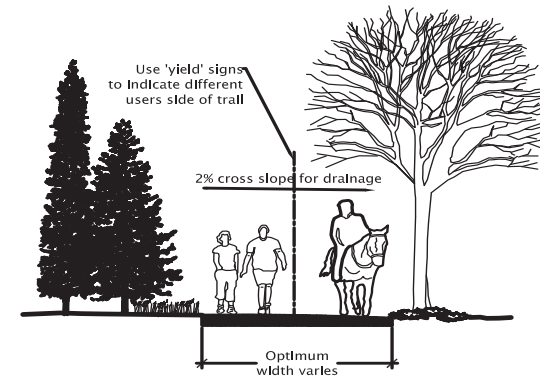 Use 'yield' signs
to indicate different
users side of trail
2% cross slope for drainage
Optimum
width varies